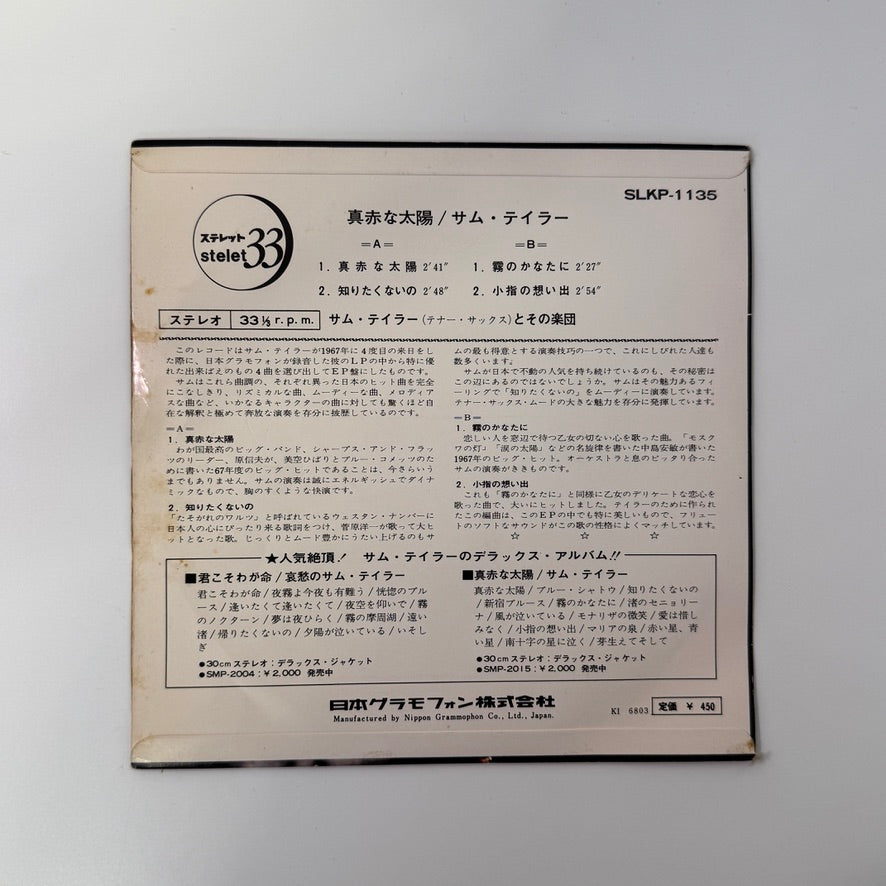 SLKP-1135
ステレット
stelet 33
真赤な太陽 / サム・テイラー
=A=
1. 真赤な太陽 2′41″
2. 知りたくないの 2′48″
=B=
1. 霧のかなたに 2′27″
2. 小指の想い出 2′54″
ステレオ 33⅓ r.p.m. サム・テイラー(テナー・サックス)とその楽団
このレコードはサム・テイラーが1967年に4度目の来日をし
た際に、日本グラモフォンが録音した彼のLPの中から特に優
れた出来ばえのもの4曲を選び出してEP盤にしたものです。
サムはこれら曲調の、それぞれ異った日本のヒット曲を完全
にこなしきり、リズミカルな曲、ムーディーな曲、メロディア
スな曲など、いかなるキャラクターの曲に対しても驚くほど自
在な解釈と極めて奔放な演奏を存分に披歴しているのです。
=A=
1. 真赤な太陽
わが国最高のビッグ・バンド、シャープス・アンド・フラッ
ツのリーダー、原信夫が、美空ひばりとブルー・コメッツのた
めに書いた67年度のビッグ・ヒットであることは、今さらいう
までもありません。サムの演奏は誠にエネルギッシュでダイナ
ミックなもので、胸のすくような快演です。
2. 知りたくないの
「たそがれのワルツ」と呼ばれているウェスタン・ナンバーに
日本人の心にぴったり来る歌詞をつけ、菅原洋一が歌って大ヒ
ットとなった歌。じっくりとムード豊かにうたい上げるのもサ
ムの最も得意とする演奏技巧の一つで、これにしびれた人達も
数多くいます。
サムが日本で不動の人気を持ち続けているのも、その秘密は
この辺にあるのではないでしょうか。サムはその魅力あるフィ
ーリングで「知りたくないの」をムーディーに演奏しています。
テナー・サックス・ムードの大きな魅力を存分に発揮しています。
=B=
1. 霧のかなたに
恋しい人を窓辺で待つ乙女の切ない心を歌った曲。「モスク
ワの灯」「涙の太陽」などの名旋律を書いた中島安敏が書いた
1967年のビッグ・ヒット。オーケストラと息のピッタリ合った
サムの演奏がききものです。
2. 小指の想い出
これも「霧のかなたに」と同様に乙女のデリケートな恋心を
歌った曲で、大いにヒットしました。テイラーのために作られ
たこの編曲は、このEPの中でも特に美しいもので、フリュート
のソフトなサウンドがこの歌の性格によくマッチしています。
☆ ☆ ☆
★人気絶頂!　サム・テイラーのデラックス・アルバム!!
■君こそわが命 / 哀愁のサム・テイラー
君こそわが命 / 夜霧よ今夜も有難う / 恍惚のブル
ース / 逢いたくて逢いたくて / 夜空を仰いで / 霧
のノクターン / 夢は夜ひらく / 霧の摩周湖 / 遠い
渚 / 帰りたくないの / 夕陽が泣いている / いそし
ぎ
●30cmステレオ:デラックス・ジャケット
●SMP-2004:¥2,000 発売中
■真赤な太陽 / サム・テイラー
真赤な太陽 / ブルー・シャトウ / 知りたくないの
/ 新宿ブルース / 霧のかなたに / 渚のセニョリー
ナ / 風が泣いている / モナリザの微笑 / 愛は惜し
みなく / 小指の想い出 / マリアの泉 / 赤い星、青
い星 / 南十字の星に泣く / 芽生えてそして
●30cmステレオ:デラックス・ジャケット
●SMP-2015:¥2,000 発売中
日本グラモフォン株式会社
Manufactured by Nippon Grammophon Co., Ltd., Japan.
KI 6803 定価 ¥ 450